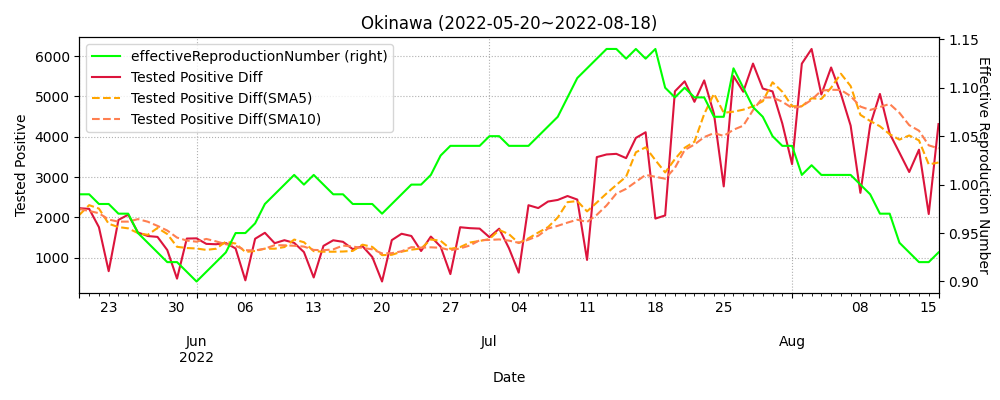 Okinawa (2022-05-20~2022-08-18)
effectiveReproductionNumber (right)
Tested Positive Diff
Tested Positive Diff(SMA5)
Tested Positive Diff(SMA10)
Tested Positive
6000
5000
4000
3000
2000
1000
1.15
1.10
1.05
1.00
0.95
0.90
Effective Reproduction Number
23 30 06 13 20 27 04 11 18 25 08 15
Jun Jul Aug
2022
Date